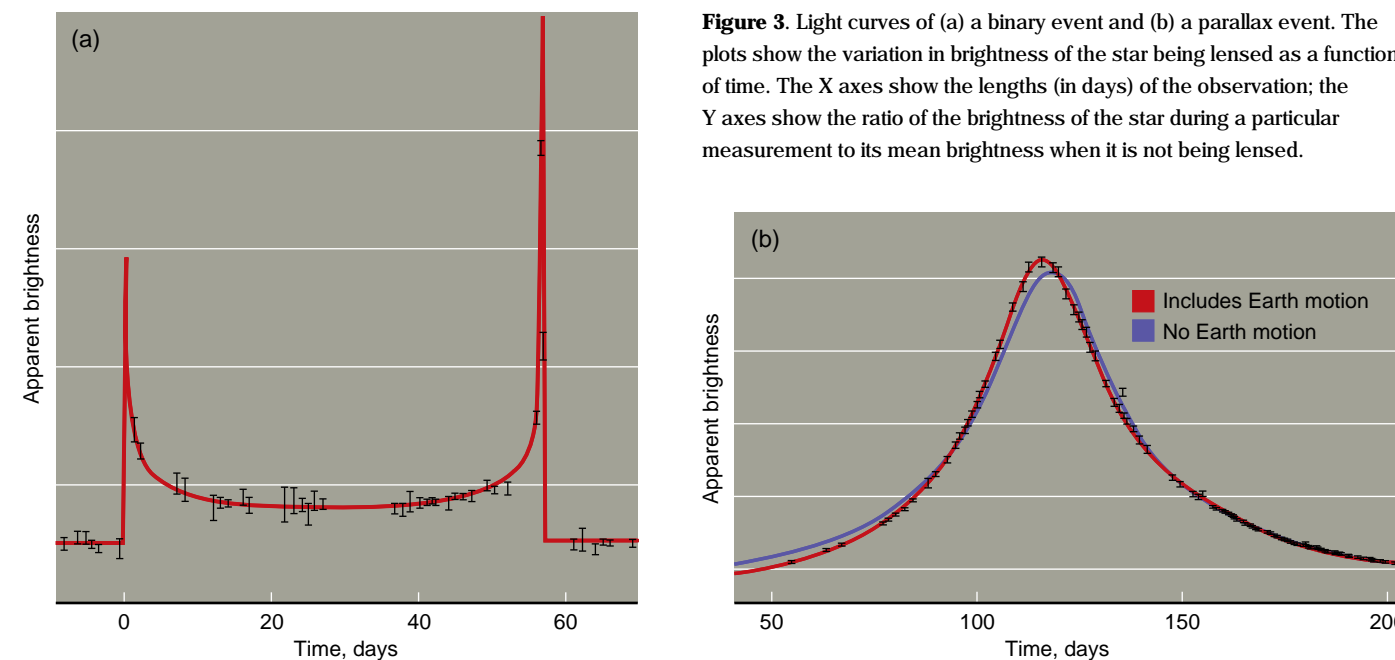 (a)
Apparent brightness
0
20
40
60
Time, days
Figure 3. Light curves of (a) a binary event and (b) a parallax event. The
plots show the variation in brightness of the star being lensed as a function
of time. The X axes show the lengths (in days) of the observation; the
Y axes show the ratio of the brightness of the star during a particular
measurement to its mean brightness when it is not being lensed.
(b)
Includes Earth motion
No Earth motion
Apparent brightness
50
100
150
Time, days